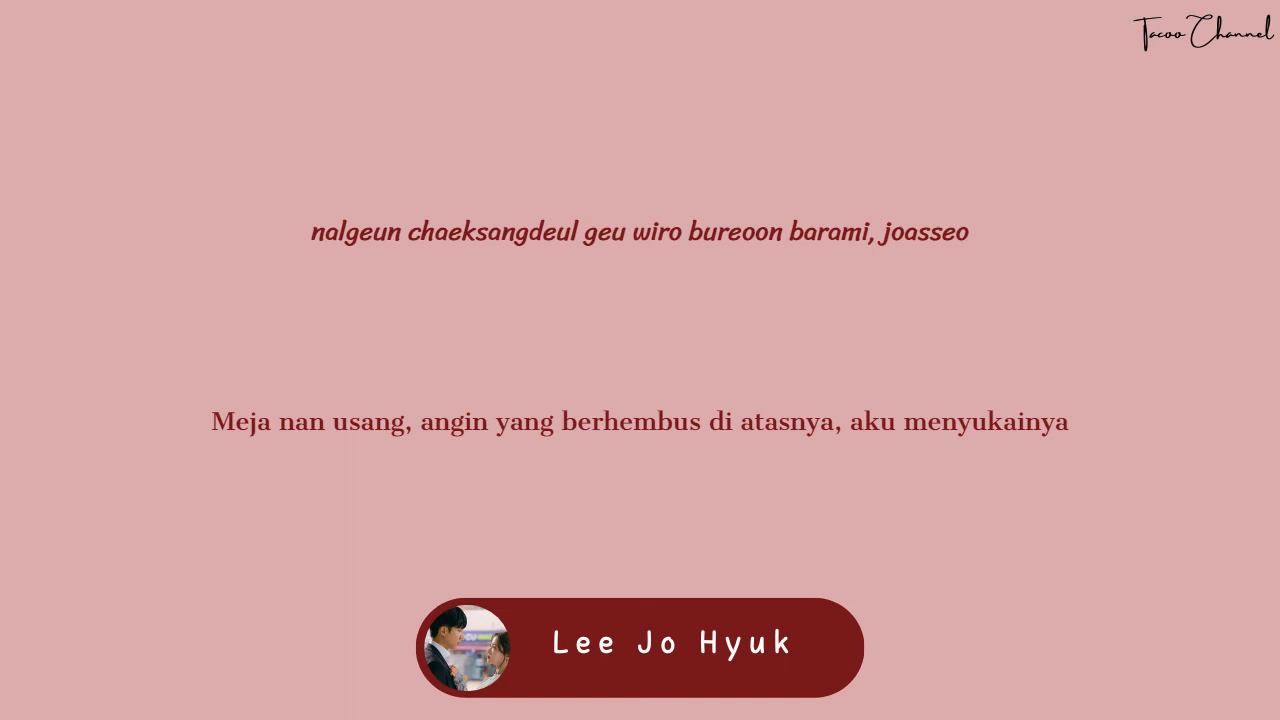 Tacoo Channel
nalgeun chaeksangdeul geu wiro bureoon barami, joasseo
Meja nan usang, angin yang berhembus di atasnya, aku menyukainya
Lee Jo Hyuk